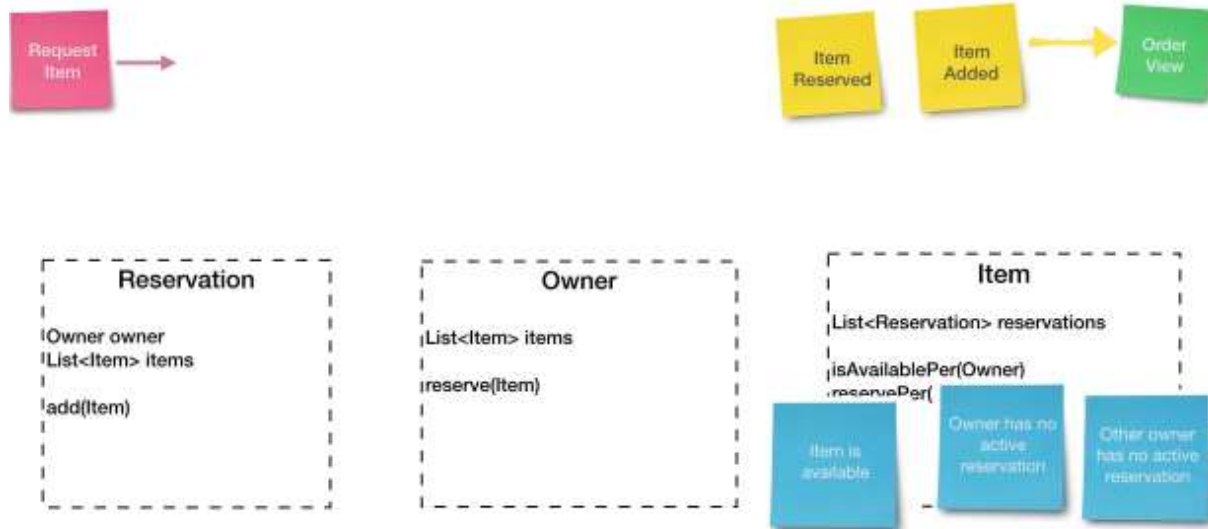 Request
Item
Item
Reserved
Item
Added
Order
View
Reservation
Owner owner
List<Item> items
add(Item)
Owner
List<Item> items
reserve(Item)
Item
List<Reservation> reservations
isAvailablePer(Owner)
reservePer(
Item is
available
Owner has no
active
reservation
Other owner
has no active
reservation